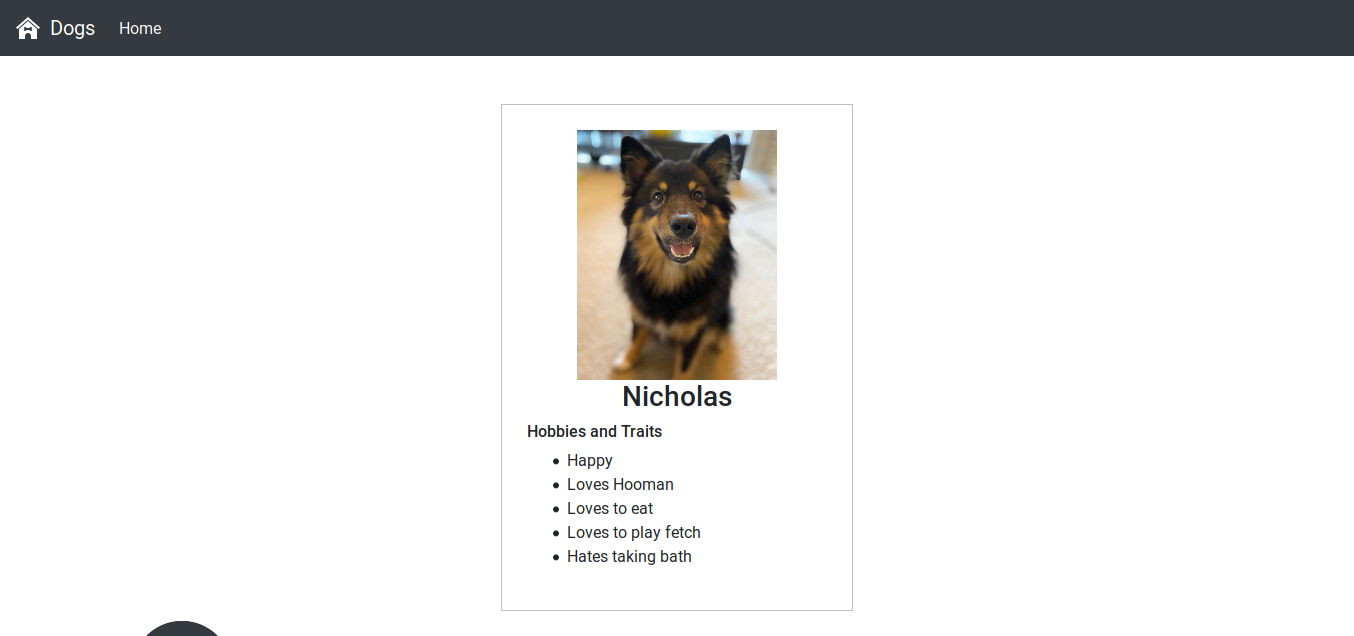 Dogs Home
Nicholas
Hobbies and Traits
Happy
Loves Hooman
Loves to eat
Loves to play fetch
Hates taking bath